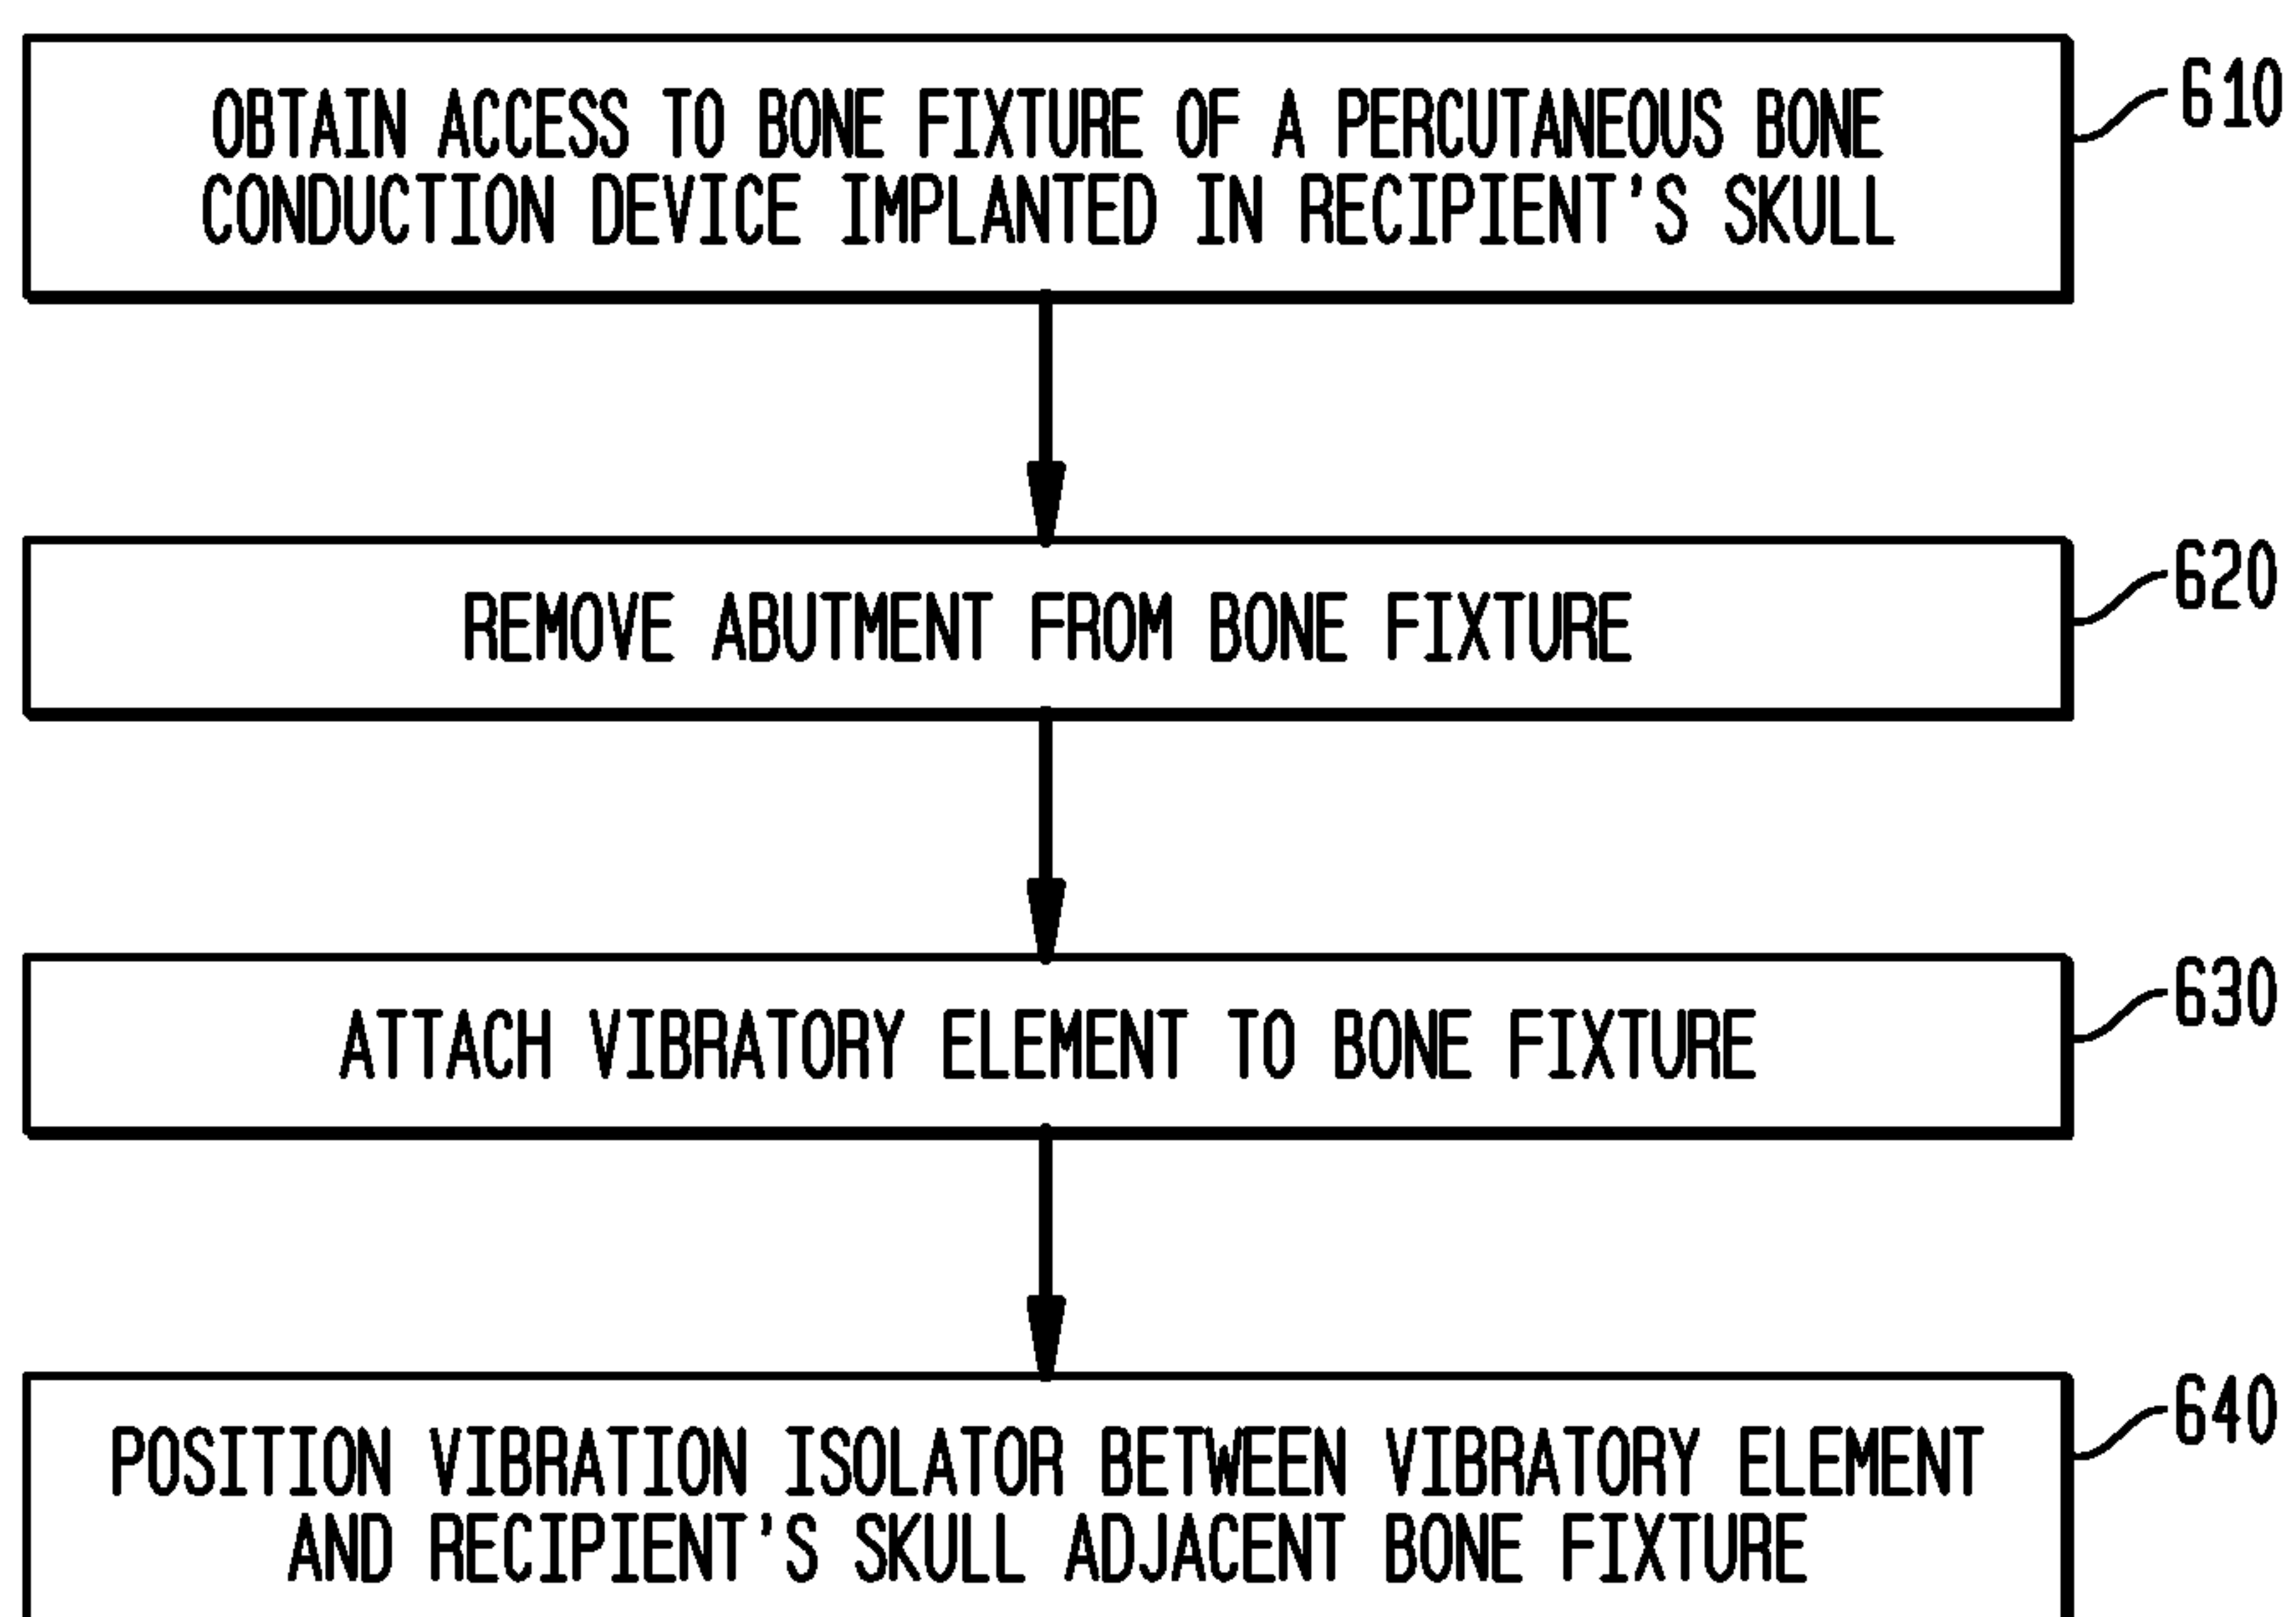 OBTAIN ACCESS TO BONE FIXTURE OF A PERCUTANEOUS BONE
CONDUCTION DEVICE IMPLANTED IN RECIPIENT'S SKULL
610
REMOVE ABUTMENT FROM BONE FIXTURE
620
ATTACH VIBRATORY ELEMENT TO BONE FIXTURE
630
POSITION VIBRATION ISOLATOR BETWEEN VIBRATORY ELEMENT
AND RECIPIENT'S SKULL ADJACENT BONE FIXTURE
640